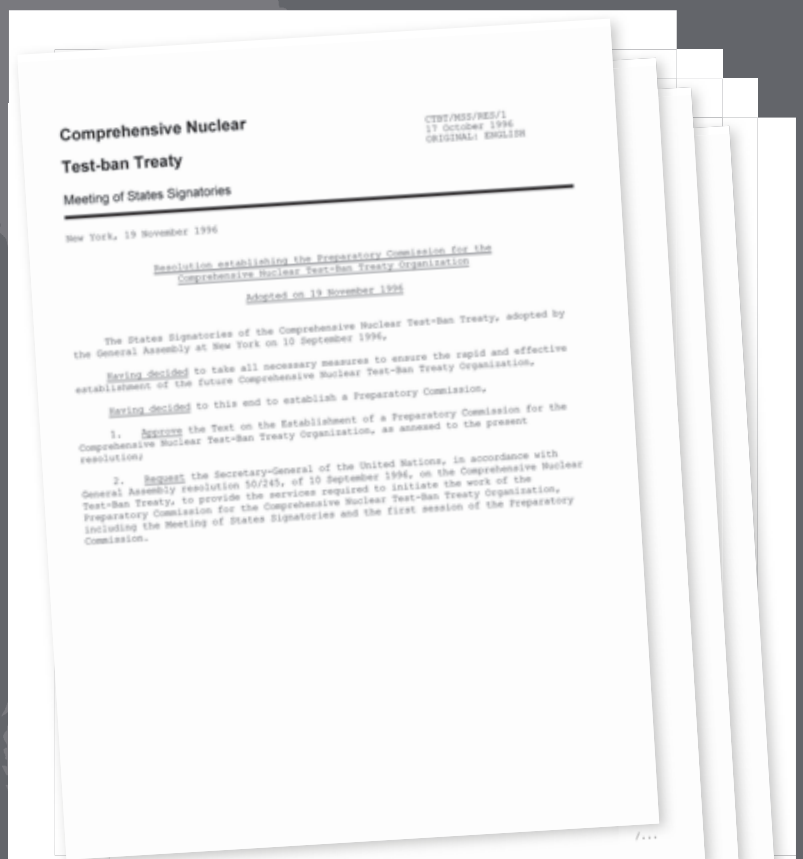 Comprehensive Nuclear
Test-ban Treaty
Meeting of States Signatories
CTBT/MSS/RES/1
17 October 1996
ORIGINAL: ENGLISH
New York, 19 November 1996
Resolution establishing the Preparatory Commission for the
Comprehensive Nuclear Test-Ban Treaty Organization
Adopted on 19 November 1996
The States Signatories of the Comprehensive Nuclear Test-Ban Treaty, adopted by
the General Assembly at New York on 10 September 1996,
Having decided to take all necessary measures to ensure the rapid and effective
establishment of the future Comprehensive Nuclear Test-Ban Treaty Organization,
Having decided to this end to establish a Preparatory Commission,
1. Approve the Text on the Establishment of a Preparatory Commission for the
Comprehensive Nuclear Test-Ban Treaty Organization, as annexed to the present
resolution;
2. Request the Secretary-General of the United Nations, in accordance with
General Assembly resolution 50/245, of 10 September 1996, on the Comprehensive Nuclear
Test-Ban Treaty, to provide the services required to initiate the work of the
Preparatory Commission for the Comprehensive Nuclear Test-Ban Treaty Organization,
including the Meeting of States Signatories and the first session of the Preparatory
Commission.
/...